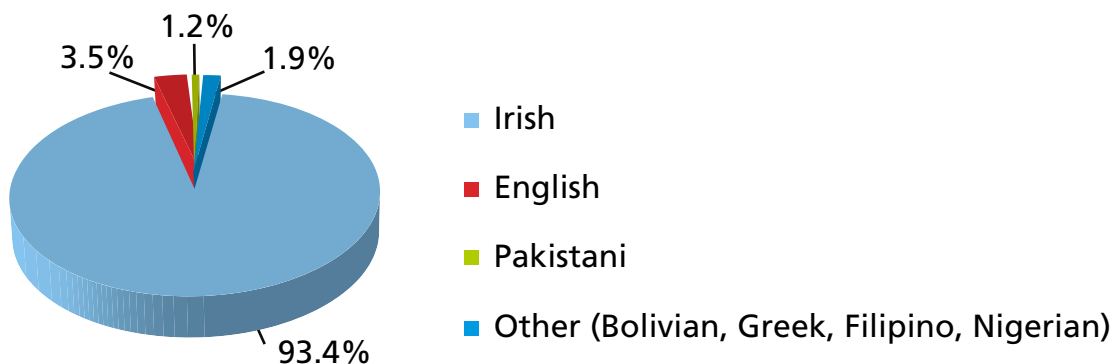 1.2%
3.5%
1.9%
93.4%
Irish
English
Pakistani
Other (Bolivian, Greek, Filipino, Nigerian)